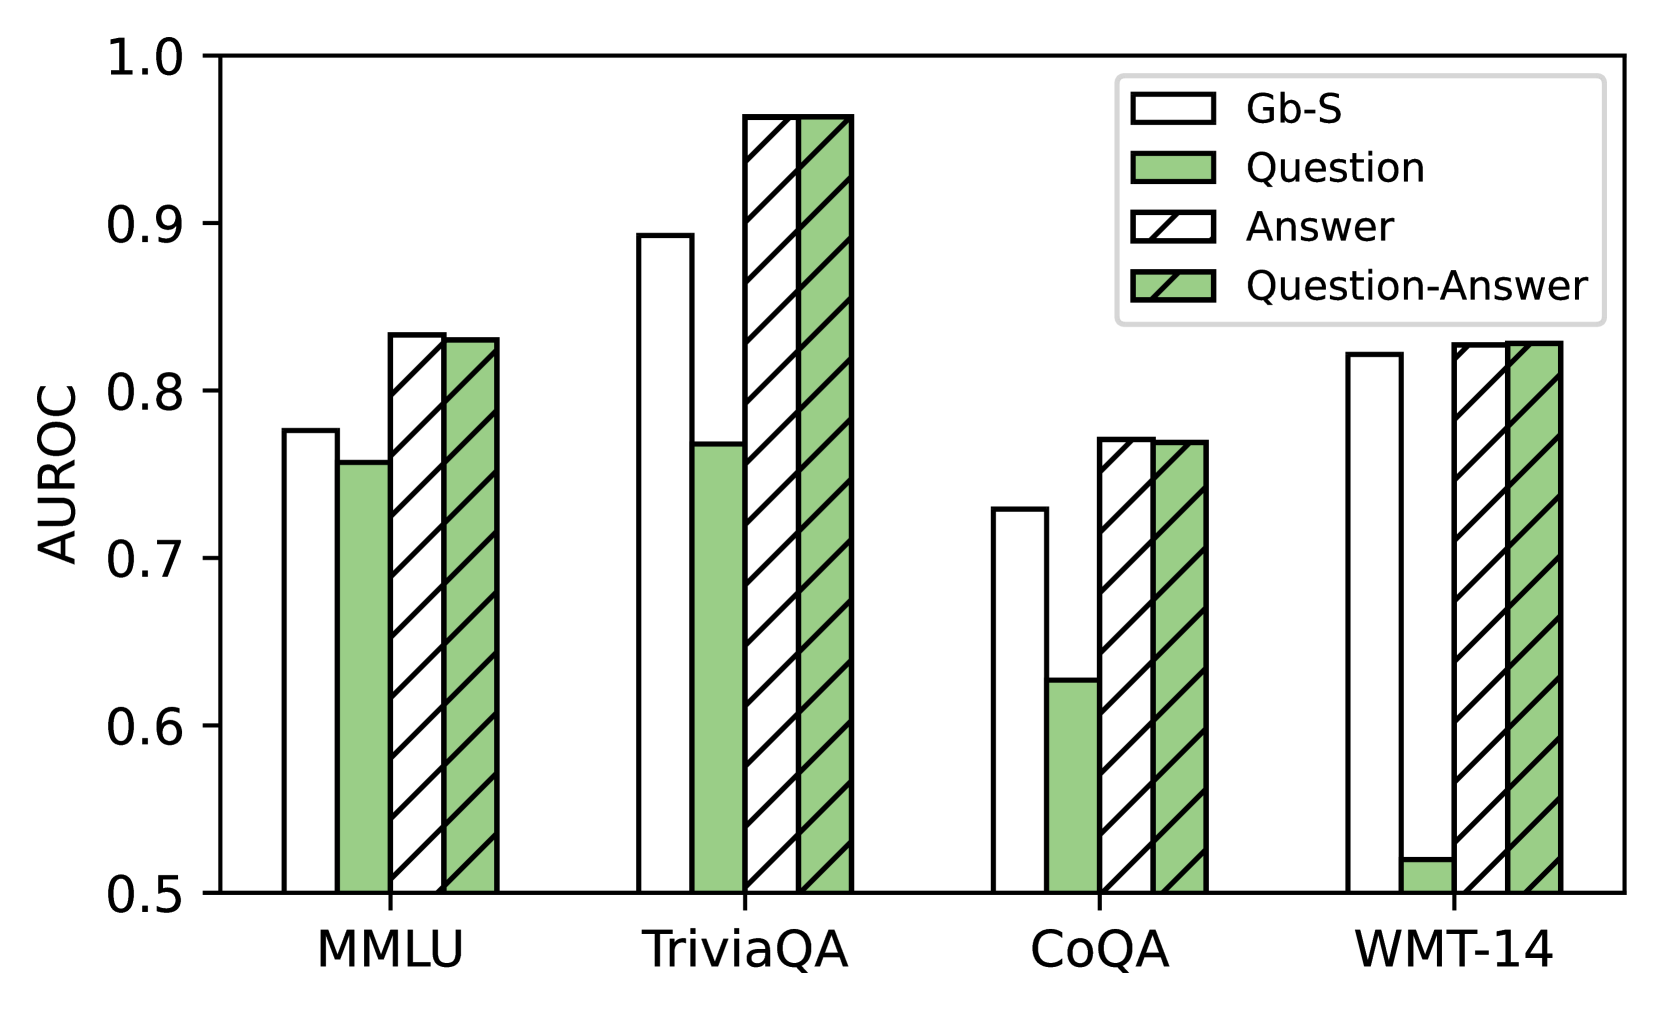 1.0
0.9
0.8
0.7
0.6
0.5
AUROC
Gb-S
Question
Answer
Question-Answer
MMLU TriviaQA CoQA WMT-14